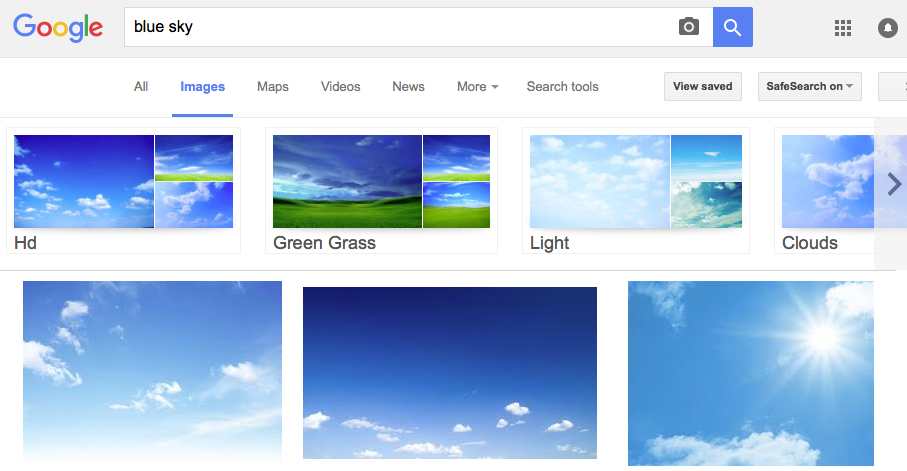 Google
blue sky
All Images Maps Videos News More Search tools
View saved SafeSearch on
Hd Green Grass Light Clouds